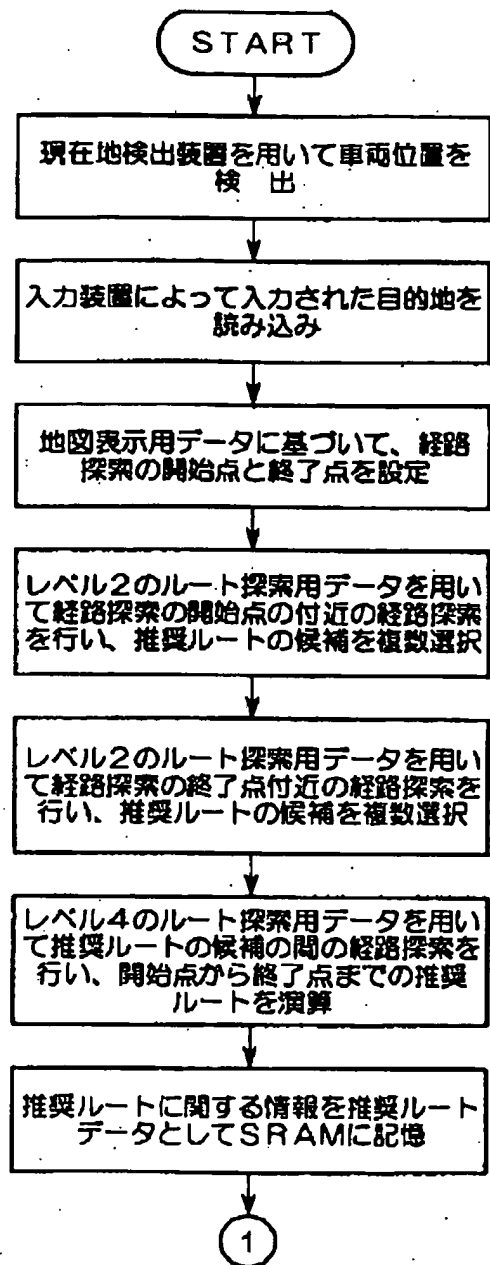 START
現在地検出装置を用いて車両位置を
検　出
入力装置によって入力された目的地を
読み込み
地図表示用データに基づいて、経路
探索の開始点と終了点を設定
レベル2のルート探索用データを用い
て経路探索の開始点の付近の経路探索
を行い、推奨ルートの候補を複数選択
レベル2のルート探索用データを用い
て経路探索の終了点付近の経路探索を
行い、推奨ルートの候補を複数選択
レベル4のルート探索用データを用い
て推奨ルートの候補の間の経路探索を
行い、開始点から終了点までの推奨
ルートを演算
推奨ルートに関する情報を推奨ルート
データとしてSRAMに記憶
1